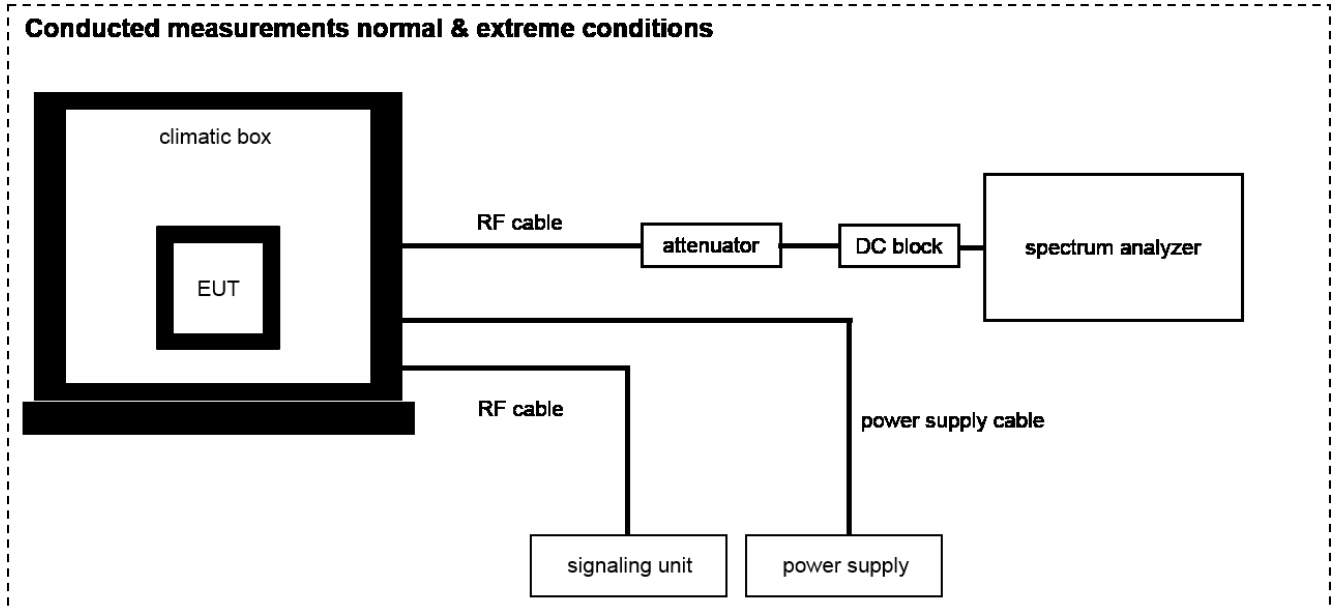 Conducted measurements normal & extreme conditions
climatic box
EUT
RF cable
attenuator
DC block
spectrum analyzer
RF cable
power supply cable
signaling unit
power supply